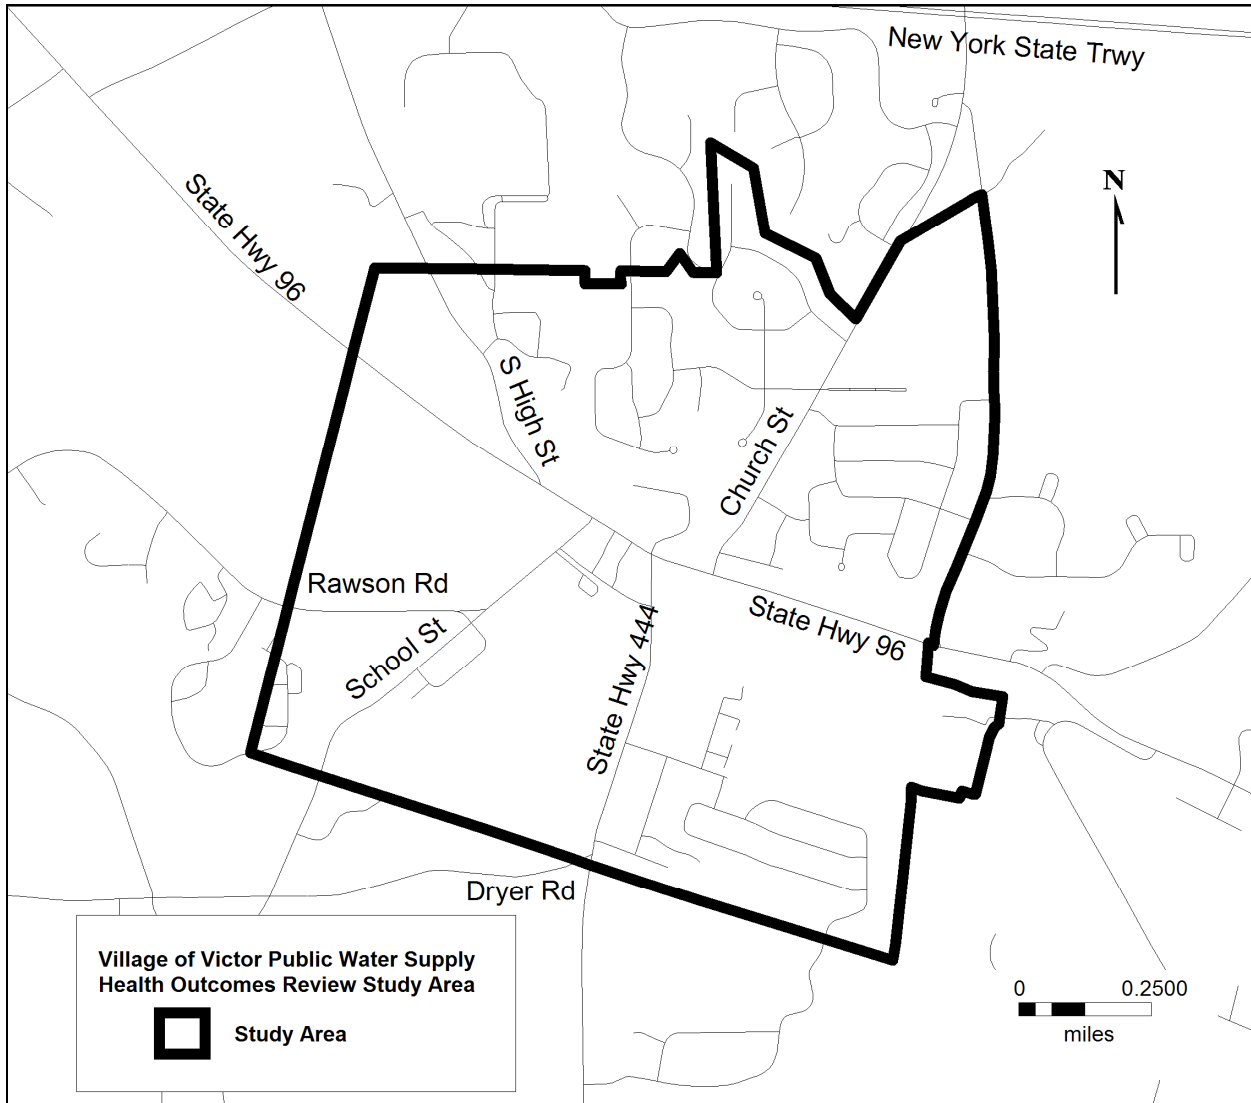 New York State Trwy
N
State Hwy 96
S High St
Church St
Rawson Rd
School St
State Hwy 444
State Hwy 96
Dryer Rd
Village of Victor Public Water Supply
Health Outcomes Review Study Area
Study Area
0 0.2500
miles